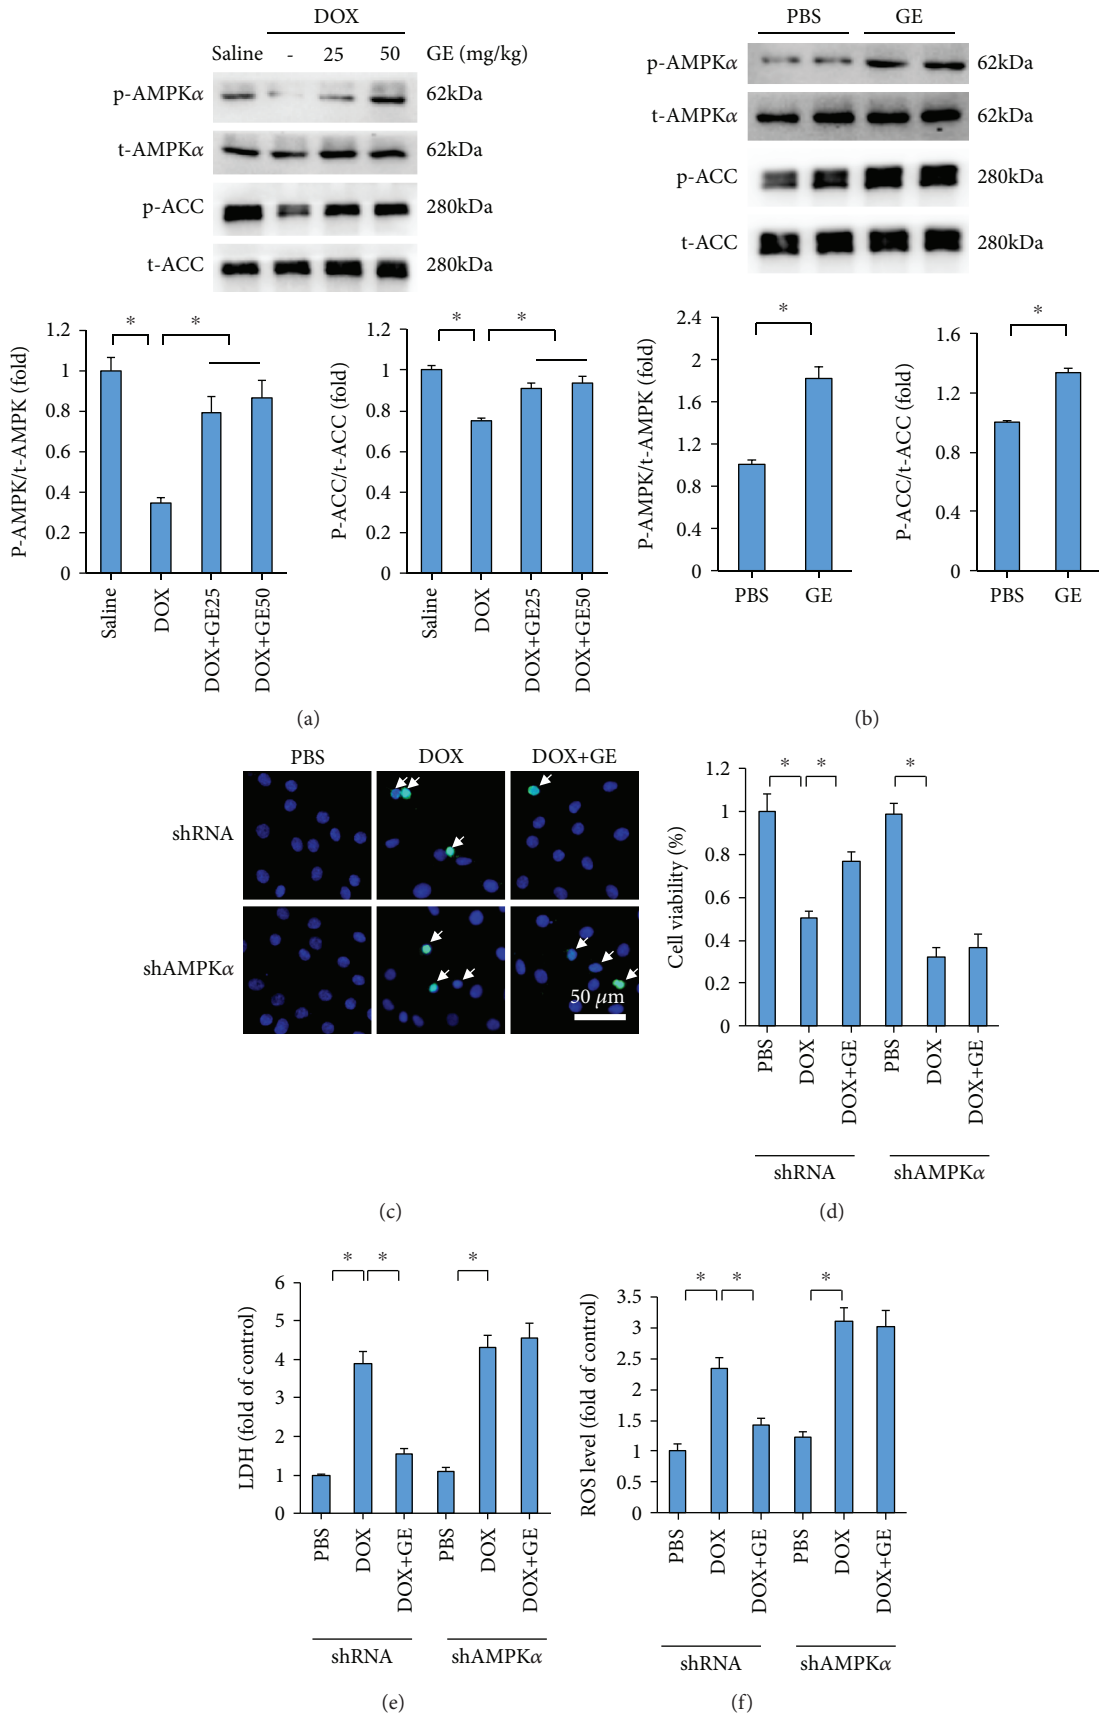 DOX
Saline - 25 50 GE (mg/kg)
p-AMPKα 62kDa
t-AMPKα 62kDa
p-ACC 280kDa
t-ACC 280kDa
P-AMPK/t-AMPK (fold)
1.2
1
0.8
0.6
0.4
0.2
0
* *
Saline
DOX
DOX+GE25
DOX+GE50
P-ACC/t-ACC (fold)
1.2
1
0.8
0.6
0.4
0.2
0
* *
Saline
DOX
DOX+GE25
DOX+GE50
(a)
PBS GE
p-AMPKα 62kDa
t-AMPKα 62kDa
p-ACC 280kDa
t-ACC 280kDa
P-AMPK/t-AMPK (fold)
2.4
2
1.6
1.2
0.8
0.4
0
*
PBS GE
P-ACC/t-ACC (fold)
1.6
1.2
0.8
0.4
0
*
PBS GE
(b)
PBS DOX DOX+GE
shRNA
shAMPKα
50 μm
(c)
Cell viability (%)
1.2
1
0.8
0.6
0.4
0.2
0
* * *
PBS
DOX
DOX+GE
PBS
DOX
DOX+GE
shRNA shAMPKα
(d)
LDH (fold of control)
6
5
4
3
2
1
0
* * *
PBS
DOX
DOX+GE
PBS
DOX
DOX+GE
shRNA shAMPKα
(e)
ROS level (fold of control)
3.5
3
2.5
2
1.5
1
0.5
0
* * *
PBS
DOX
DOX+GE
PBS
DOX
DOX+GE
shRNA shAMPKα
(f)